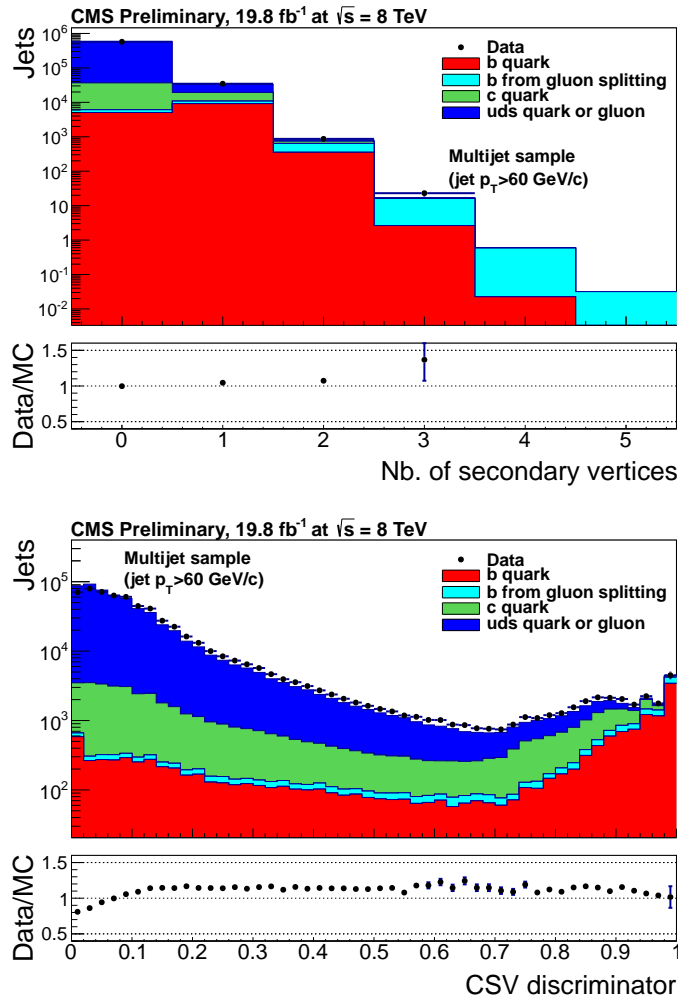 CMS Preliminary, 19.8 fb⁻¹ at √s = 8 TeV
Jets
10⁶
10⁵
10⁴
10³
10²
10
1
10⁻¹
10⁻²
Data
b quark
b from gluon splitting
c quark
uds quark or gluon
Multijet sample
(jet p_T>60 GeV/c)
Data/MC
1.5
1
0.5
0 1 2 3 4 5
Nb. of secondary vertices
CMS Preliminary, 19.8 fb⁻¹ at √s = 8 TeV
Jets
Multijet sample
(jet p_T>60 GeV/c)
Data
b quark
b from gluon splitting
c quark
uds quark or gluon
10⁵
10⁴
10³
10²
Data/MC
1.5
1
0.5
0 0.1 0.2 0.3 0.4 0.5 0.6 0.7 0.8 0.9 1
CSV discriminator